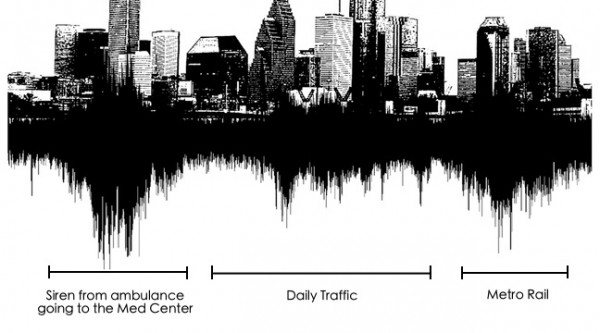 Siren from ambulance
going to the Med Center
Daily Traffic
Metro Rail